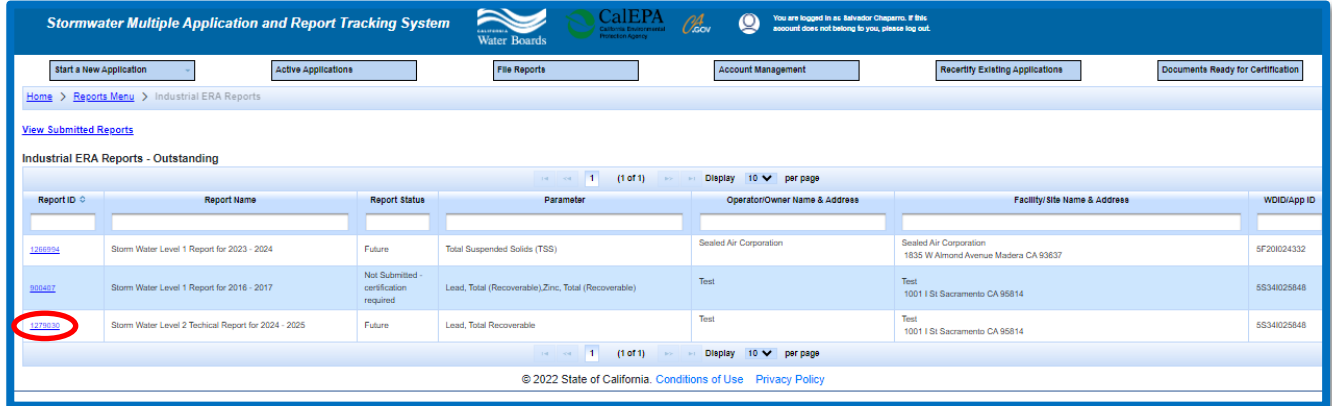 Stormwater Multiple Application and Report Tracking System
CALIFORNIA
Water Boards
CalEPA
California Environmental
Protection Agency
CA.GOV
You are logged in as: Salvador Chaparro. If this
account does not belong to you, please log out.
Start a New Application
Active Applications
File Reports
Account Management
Recertify Existing Applications
Documents Ready for Certification
Home > Reports Menu > Industrial ERA Reports
View Submitted Reports
Industrial ERA Reports - Outstanding
1 (1 of 1) Display 10 per page
Report ID Report Name Report Status Parameter Operator/Owner Name & Address Facility/Site Name & Address WDID/App ID
1266994 Storm Water Level 1 Report for 2023 - 2024 Future Total Suspended Solids (TSS) Sealed Air Corporation Sealed Air Corporation 5F20I024332
1835 W Almond Avenue Madera CA 93637
900407 Storm Water Level 1 Report for 2016 - 2017 Not Submitted - certification required Lead, Total (Recoverable),Zinc, Total (Recoverable) Test Test 5S34I025848
1001 I St Sacramento CA 95814
1279030 Storm Water Level 2 Techical Report for 2024 - 2025 Future Lead, Total Recoverable Test Test 5S34I025848
1001 I St Sacramento CA 95814
1 (1 of 1) Display 10 per page
© 2022 State of California. Conditions of Use Privacy Policy